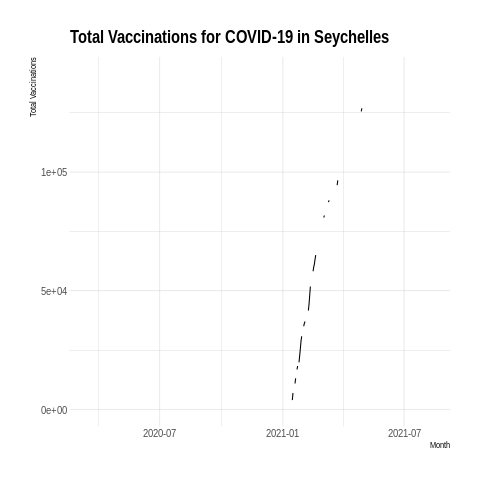 Total Vaccinations for COVID-19 in Seychelles
Total Vaccinations
1e+05
5e+04
0e+00
2020-07
2021-01
2021-07
Month